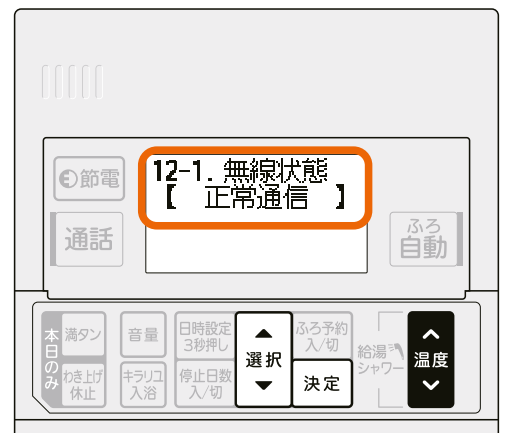 節電
12-1. 無線状態
【 正常通信 】
通話
ふろ
自動
本日のみ
満タン
わき上げ
休止
音量
キラリユ
入浴
日時設定
3秒押し
停止日数
入/切
選択
ふろ予約
入/切
決定
給湯
シャワー
温度